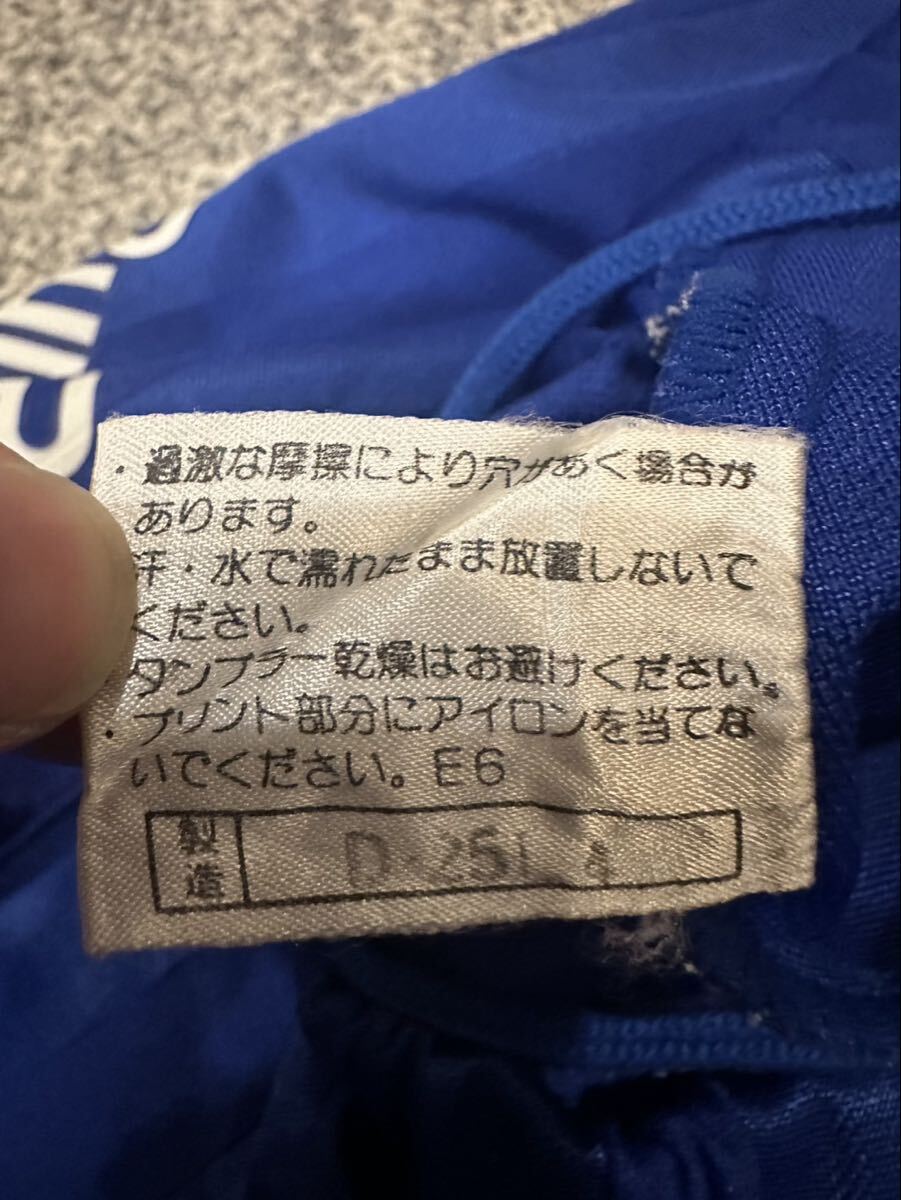 ・過激な摩擦により穴があく場合が
あります。
汗・水で濡れたまま放置しないで
ください。
タンブラー乾燥はお避けください。
・プリント部分にアイロンを当てな
いでください。E6
製造